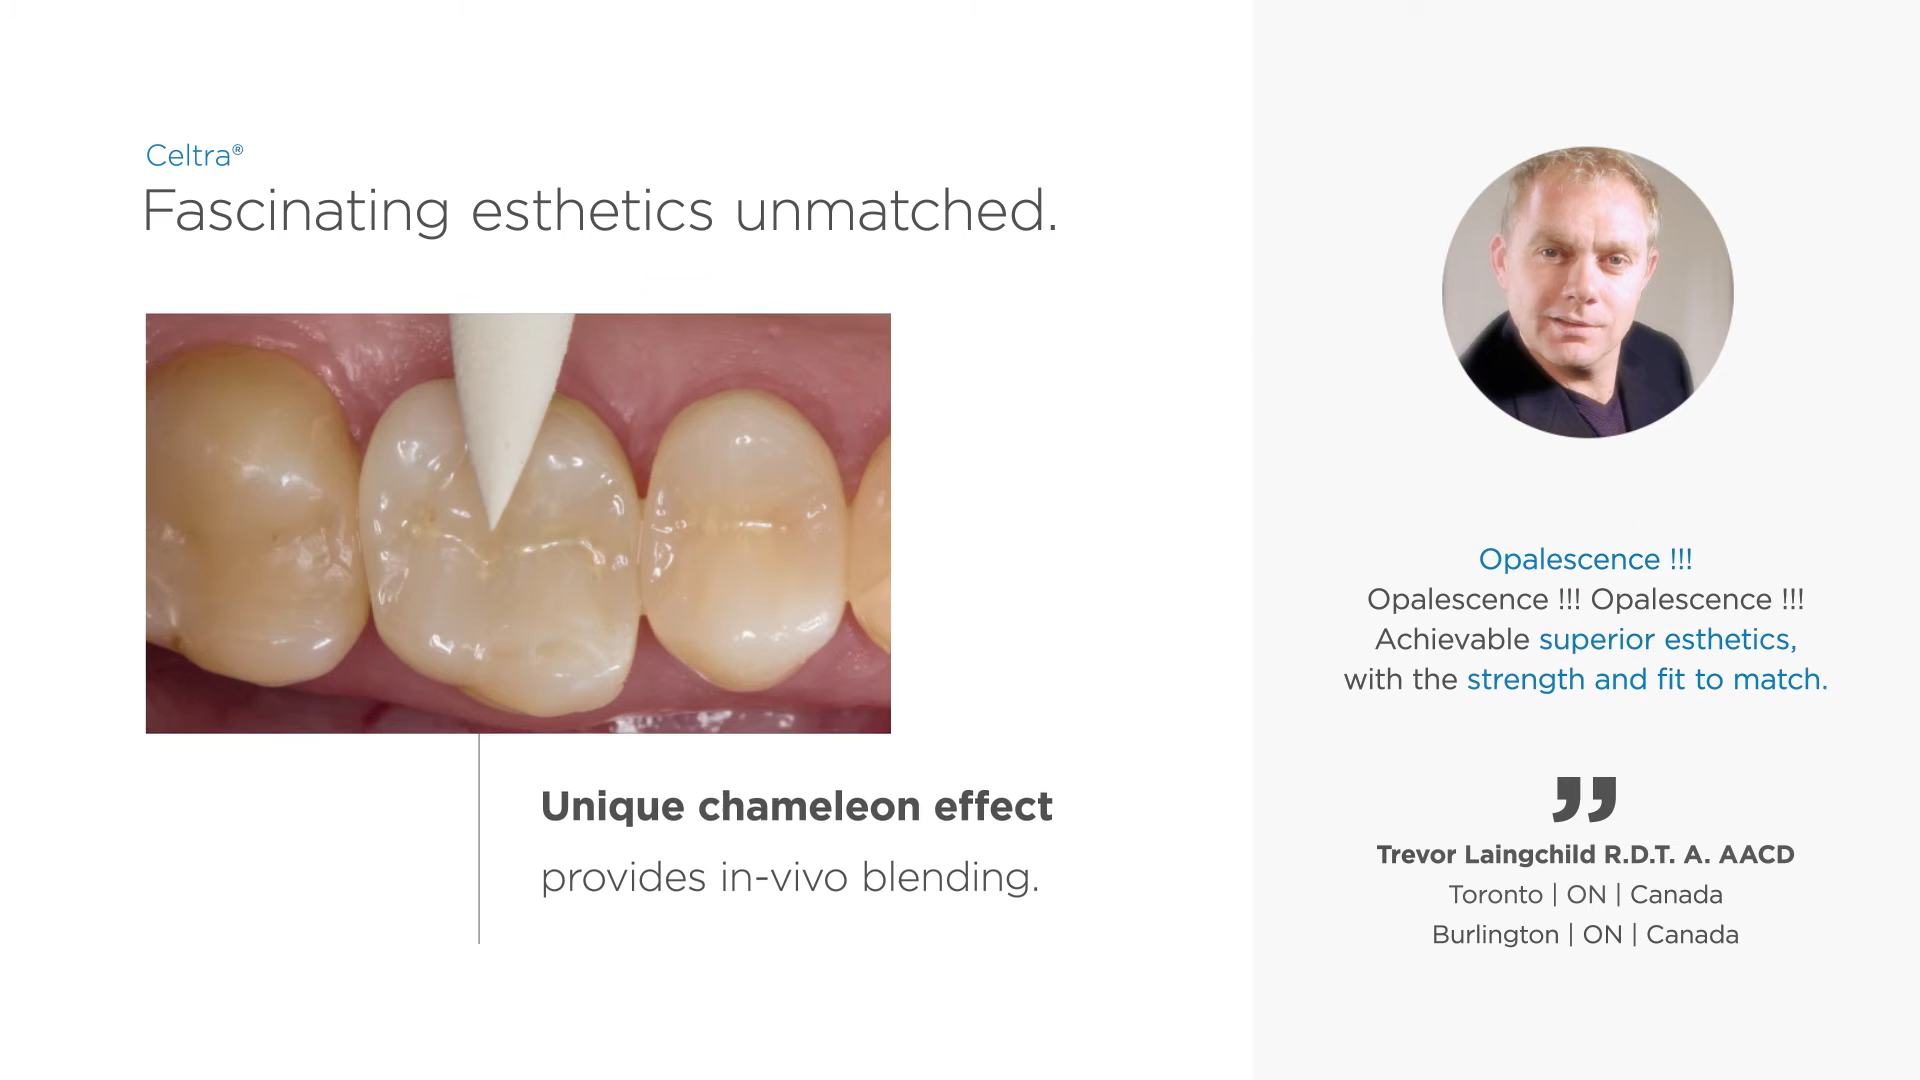 Celtra®
Fascinating esthetics unmatched.
Unique chameleon effect
provides in-vivo blending.
Opalescence !!!
Opalescence !!! Opalescence !!!
Achievable superior esthetics,
with the strength and fit to match.
”
Trevor Laingchild R.D.T. A. AACD
Toronto | ON | Canada
Burlington | ON | Canada